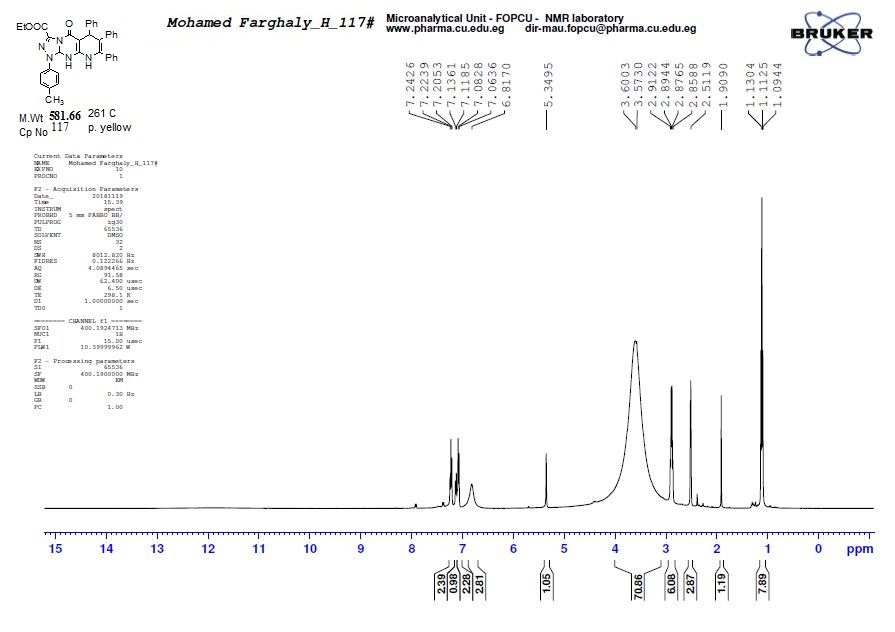 Mohamed Farghaly_H_117#
Microanalytical Unit - FOPCU - NMR laboratory
www.pharma.cu.edu.eg dir-mau.fopcu@pharma.cu.edu.eg
BRUKER
EtOOC O Ph
N Ph
N
N N N Ph
H H
CH3
M.Wt 581.66 261 C
Cp No 117 p. yellow
7.2426
7.2239
7.2053
7.1361
7.1185
7.0828
7.0636
6.8170
5.3495
3.6003
3.5730
2.9122
2.8944
2.8765
2.8588
2.5119
1.9090
1.1304
1.1125
1.0944
Current Data Parameters
NAME Mohamed Farghaly_H_117#
EXPNO 10
PROCNO 1
F2 - Acquisition Parameters
Date_ 20181119
Time 15.39
INSTRUM spect
PROBHD 5 mm PABBO BB/
PULPROG zg30
TD 65536
SOLVENT DMSO
NS 32
DS 2
SWH 8012.820 Hz
FIDRES 0.122266 Hz
AQ 4.0894465 sec
RG 91.58
DW 62.400 usec
DE 6.50 usec
TE 298.1 K
D1 1.00000000 sec
TD0 1
======== CHANNEL f1 ========
SFO1 400.1924713 MHz
NUC1 1H
P1 15.00 usec
PLW1 10.39999962 W
F2 - Processing parameters
SI 65536
SF 400.1900000 MHz
WDW EM
SSB 0
LB 0.30 Hz
GB 0
PC 1.00
15 14 13 12 11 10 9 8 7 6 5 4 3 2 1 0 ppm
2.39
0.98
2.28
2.81
1.05
70.86
6.08
2.87
1.19
7.89